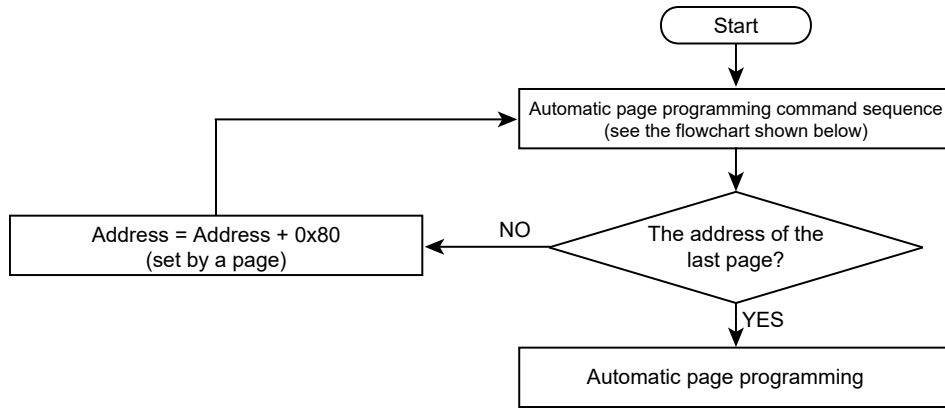 Start
Automatic page programming command sequence
(see the flowchart shown below)
Address = Address + 0x80
(set by a page)
NO
The address of the
last page?
YES
Automatic page programming